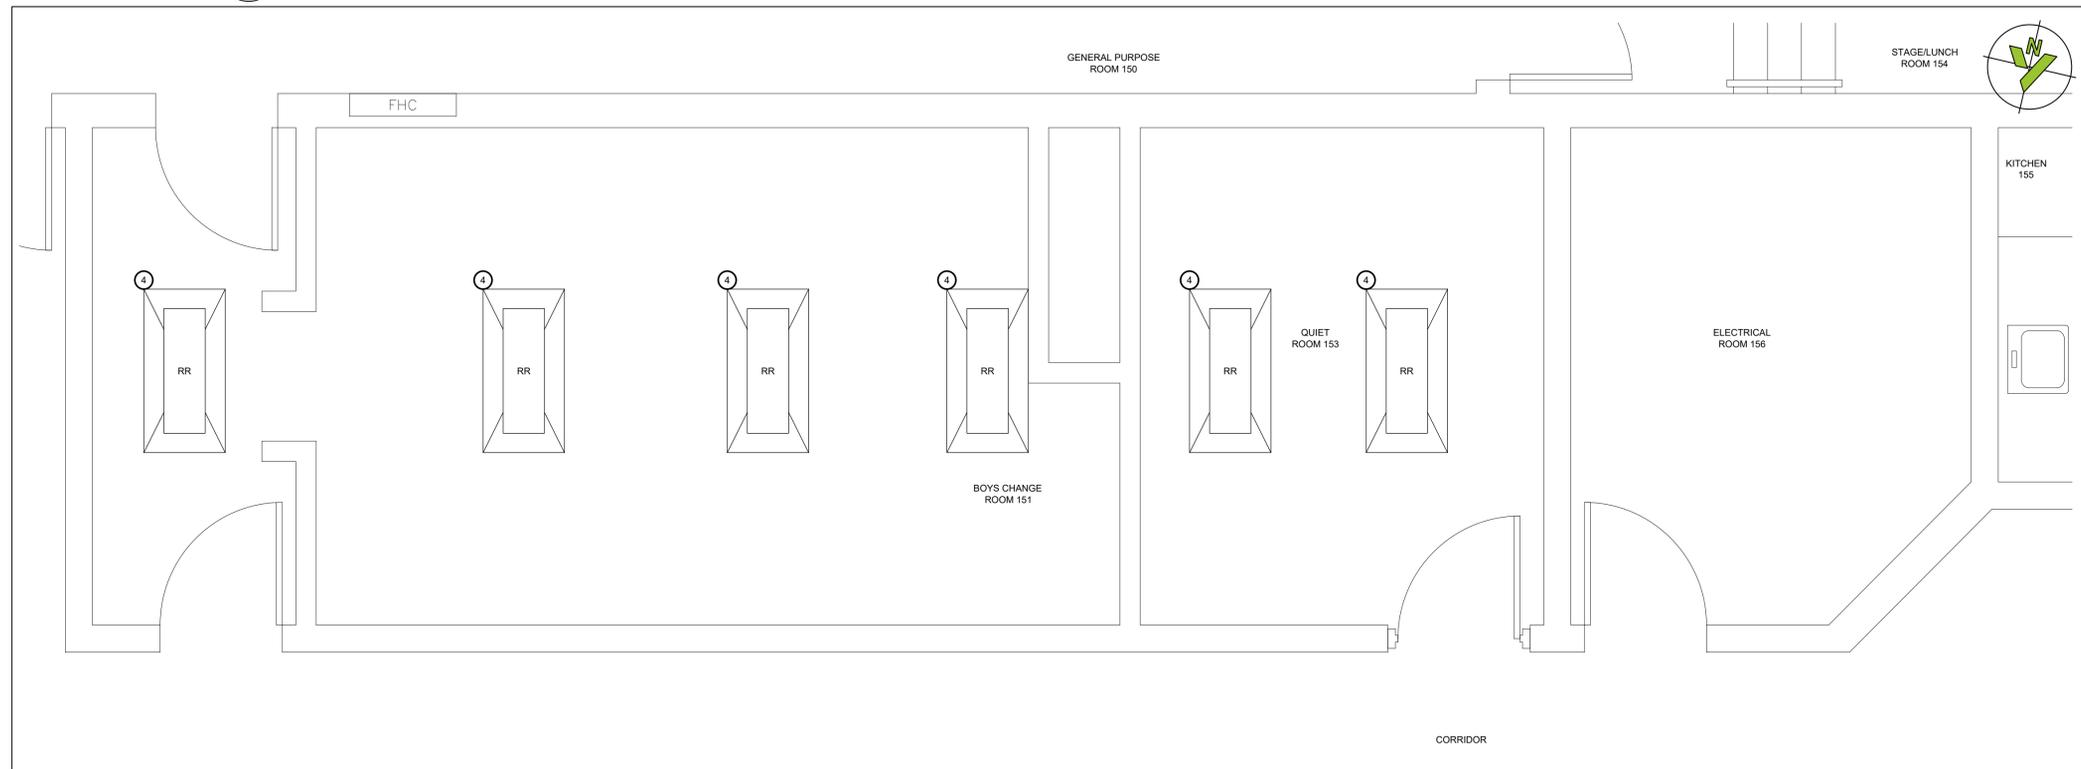 GENERAL PURPOSE
ROOM 150
STAGE/LUNCH
ROOM 154
N
FHC
KITCHEN
155
4
4
4
4
4
4
QUIET
ROOM 153
ELECTRICAL
ROOM 156
RR
RR
RR
RR
RR
RR
BOYS CHANGE
ROOM 151
CORRIDOR